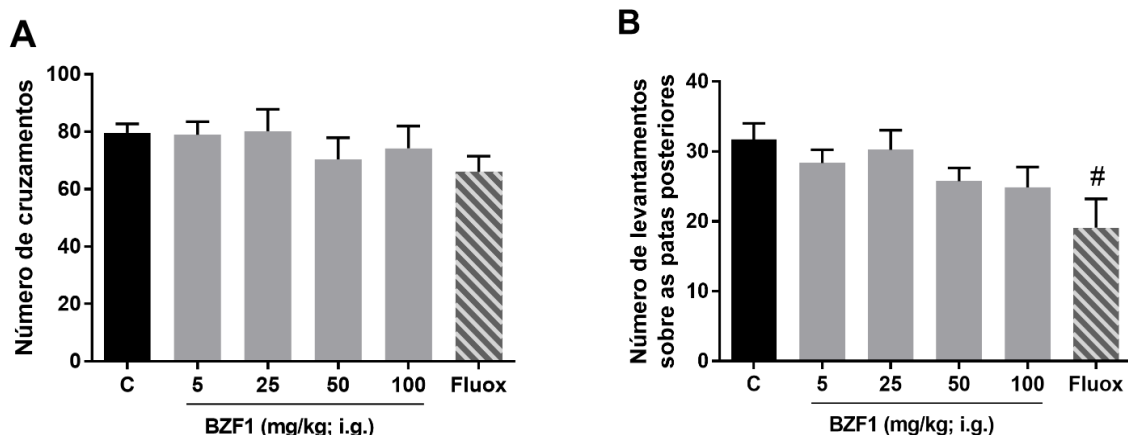 A
Número de cruzamentos
100
80
60
40
20
0
C 5 25 50 100 Fluox
BZF1 (mg/kg; i.g.)
B
Número de levantamentos
sobre as patas posteriores
40
30
20
10
0
#
C 5 25 50 100 Fluox
BZF1 (mg/kg; i.g.)